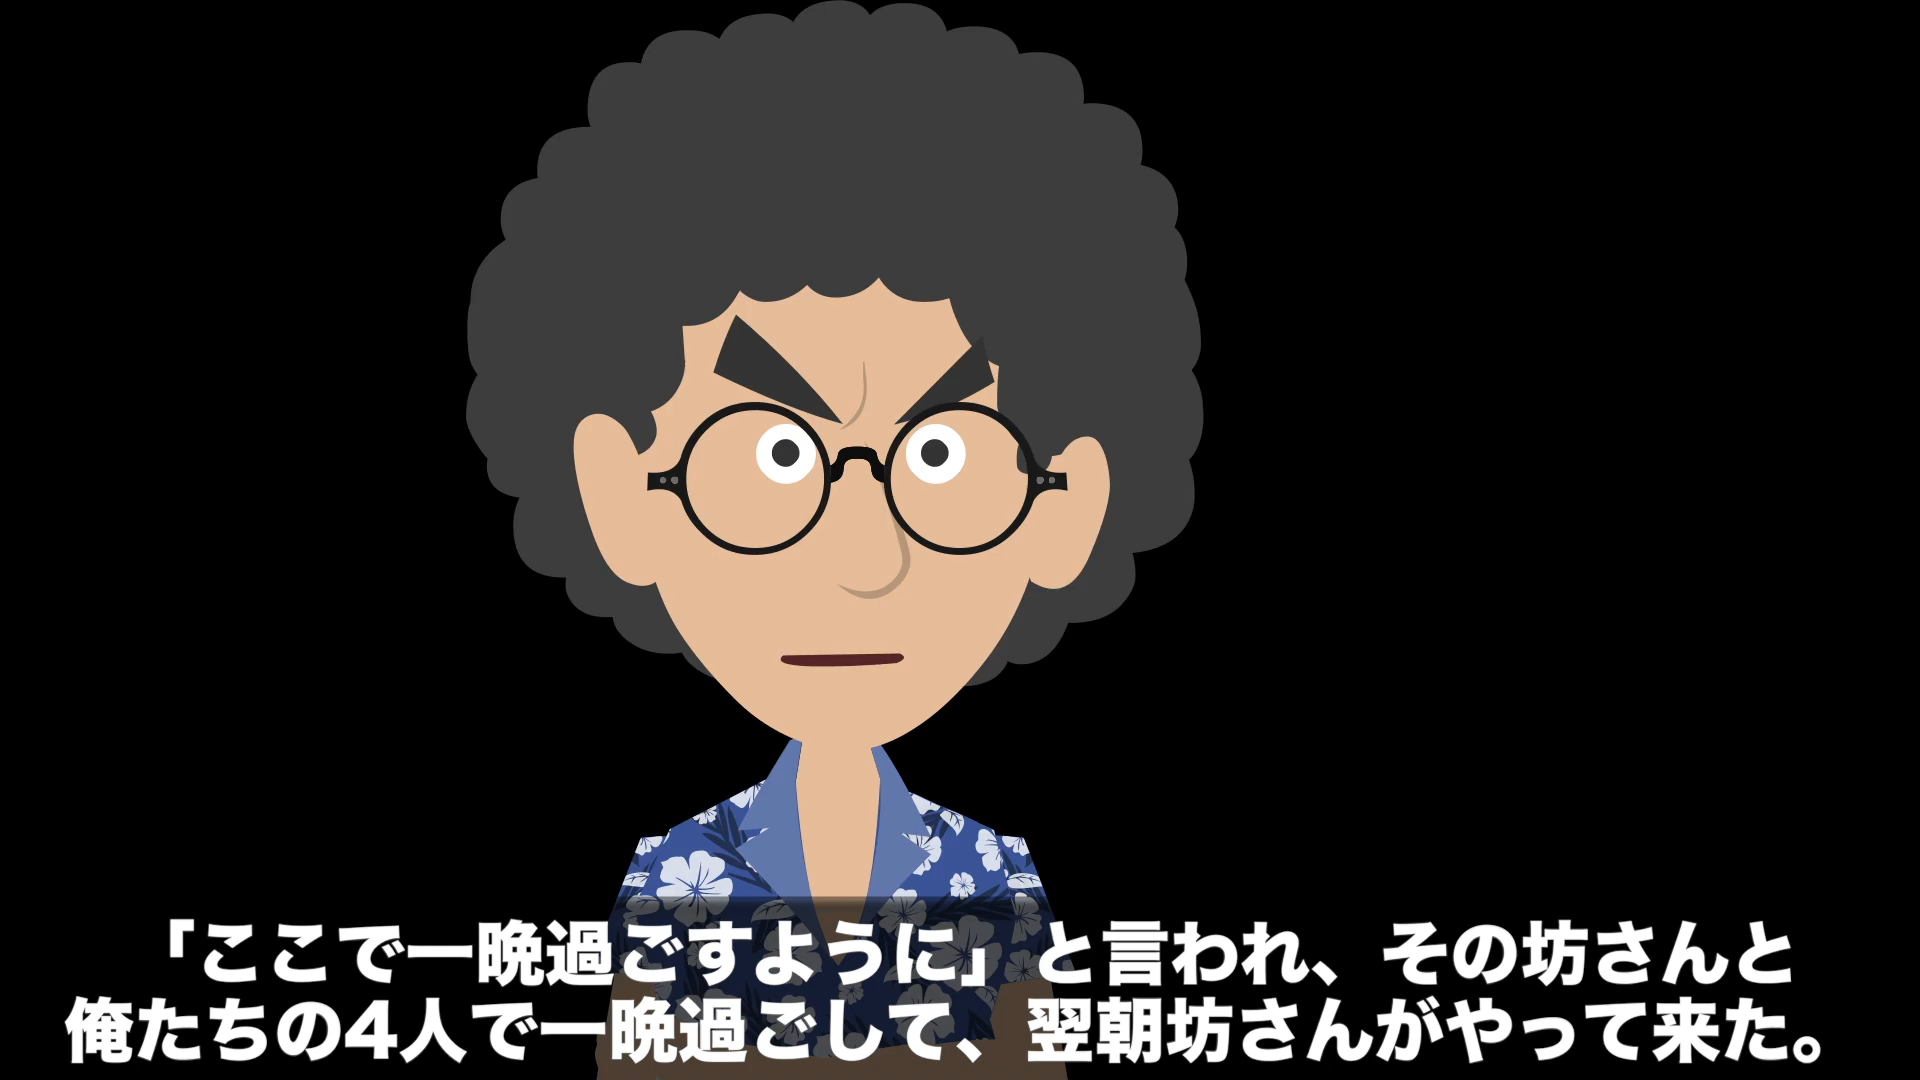 「ここで一晩過ごすように」と言われ、その坊さんと
俺たちの4人で一晩過ごして、翌朝坊さんがやって来た。